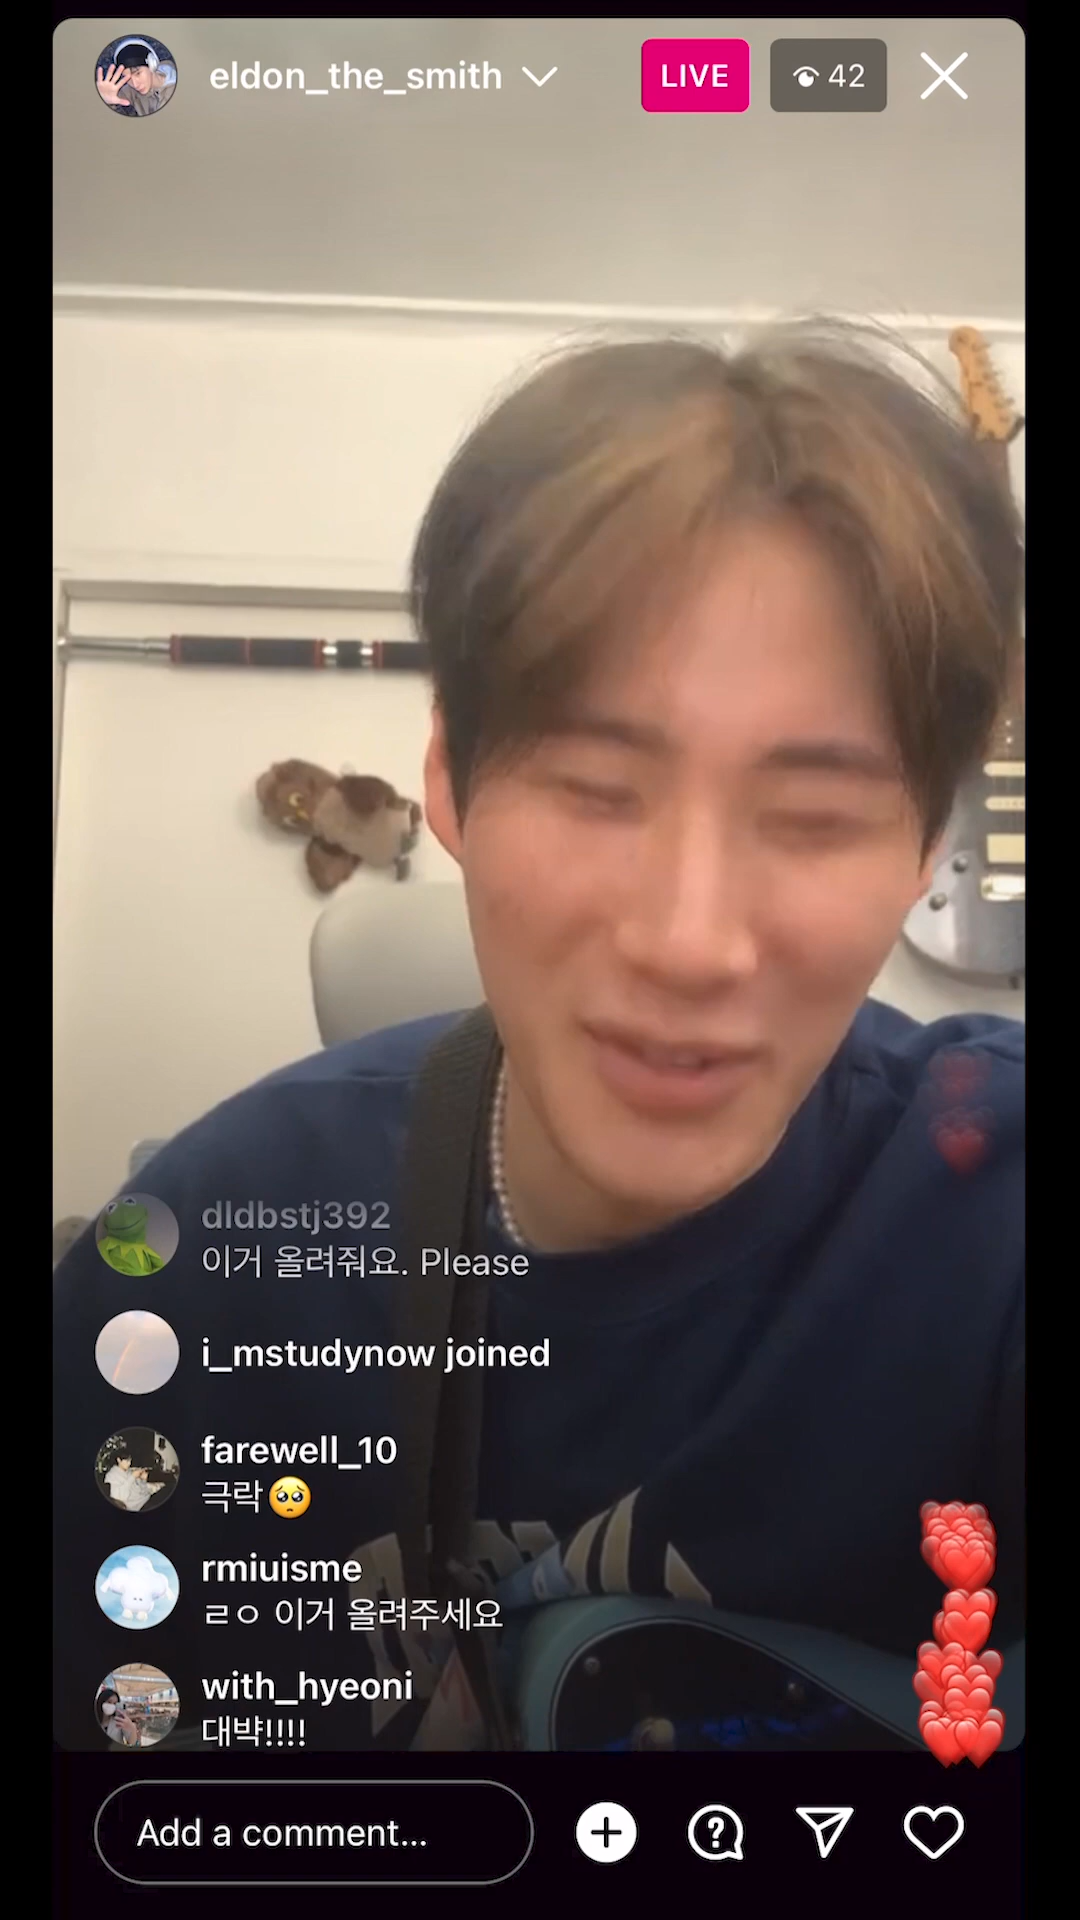 eldon_the_smith
LIVE
42
dldbstj392
이거 올려줘요. Please
i_mstudynow joined
farewell_10
극락🥺
rmiuisme
ㄹㅇ 이거 올려주세요
with_hyeoni
대뱍!!!!
Add a comment...